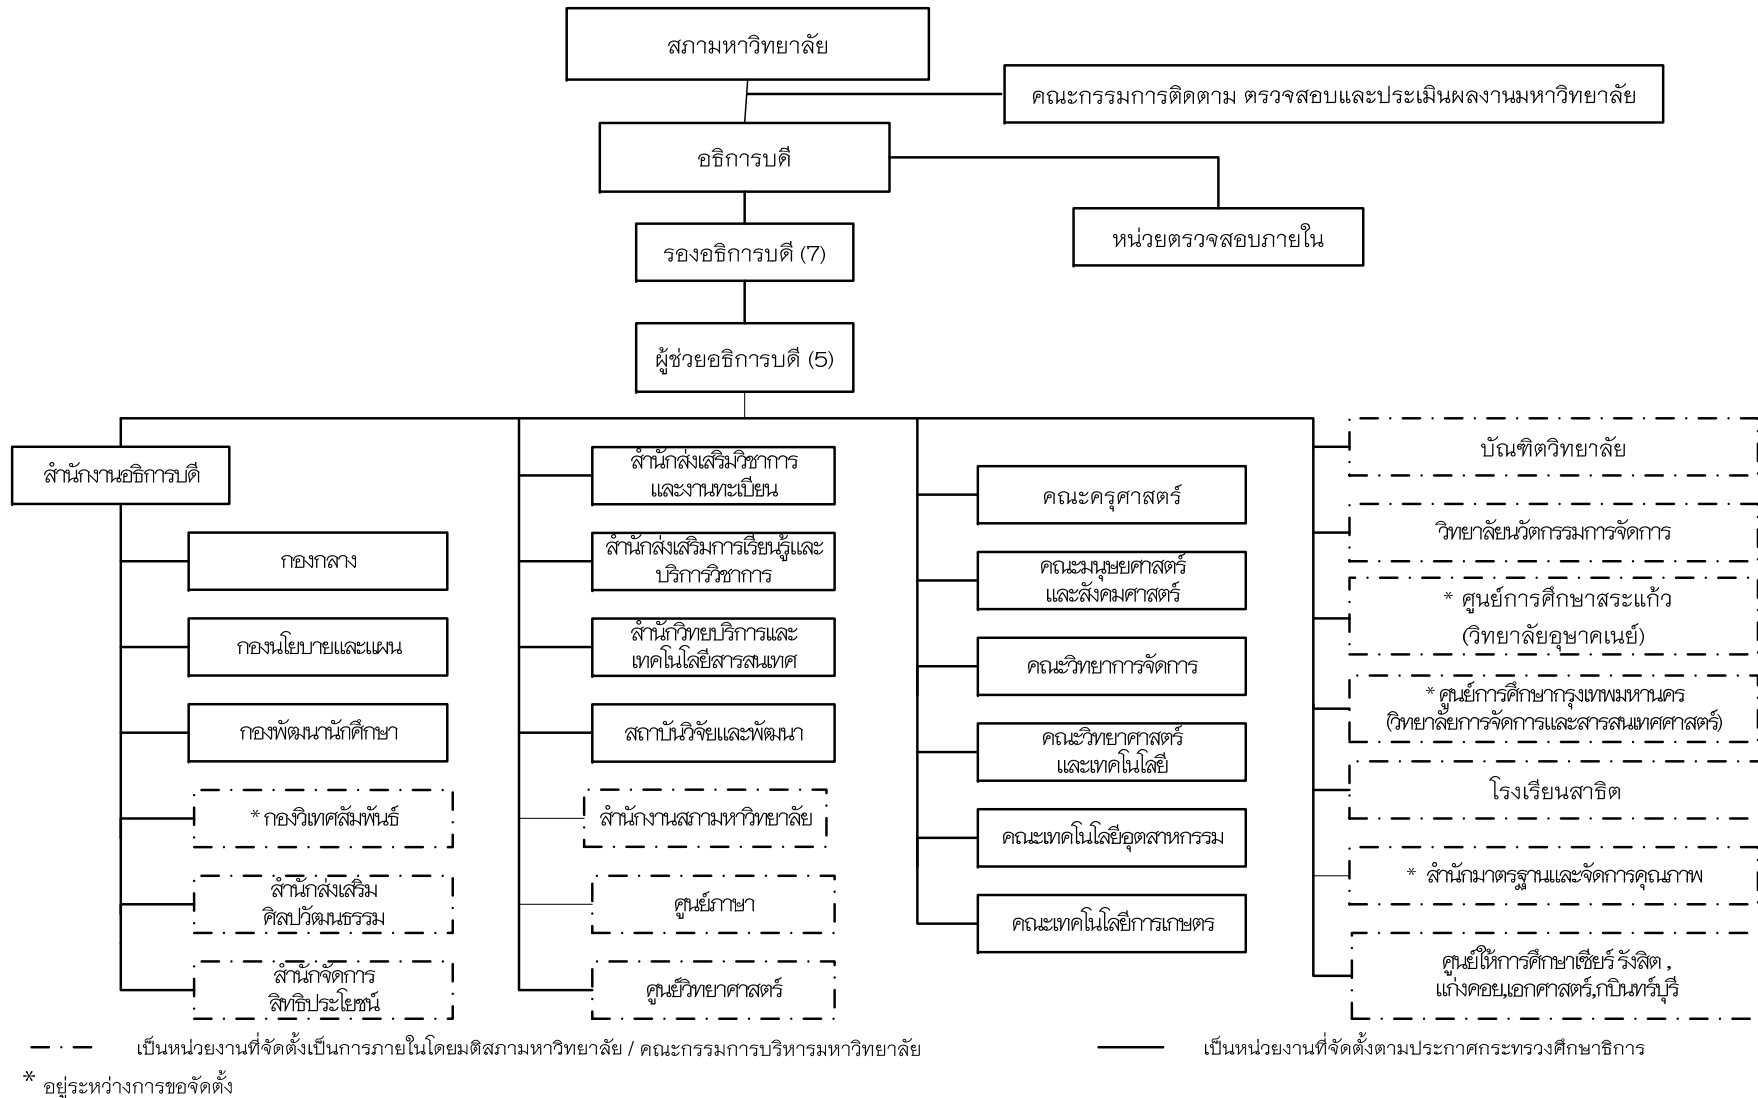 สภามหาวิทยาลัย
คณะกรรมการติดตาม ตรวจสอบและประเมินผลงานมหาวิทยาลัย
อธิการบดี
หน่วยตรวจสอบภายใน
รองอธิการบดี (7)
ผู้ช่วยอธิการบดี (5)
สำนักงานอธิการบดี
กองกลาง
กองนโยบายและแผน
กองพัฒนานักศึกษา
* กองวิเทศสัมพันธ์
สำนักส่งเสริม
ศิลปวัฒนธรรม
สำนักจัดการ
สิทธิประโยชน์
สำนักส่งเสริมวิชาการ
และงานทะเบียน
สำนักส่งเสริมการเรียนรู้และ
บริการวิชาการ
สำนักวิทยบริการและ
เทคโนโลยีสารสนเทศ
สถาบันวิจัยและพัฒนา
สำนักงานสภามหาวิทยาลัย
ศูนย์ภาษา
ศูนย์วิทยาศาสตร์
คณะครุศาสตร์
คณะมนุษยศาสตร์
และสังคมศาสตร์
คณะวิทยาการจัดการ
คณะวิทยาศาสตร์
และเทคโนโลยี
คณะเทคโนโลยีอุตสาหกรรม
คณะเทคโนโลยีการเกษตร
บัณฑิตวิทยาลัย
วิทยาลัยนวัตกรรมการจัดการ
* ศูนย์การศึกษาสระแก้ว
(วิทยาลัยอุษาคเนย์)
* ศูนย์การศึกษากรุงเทพมหานคร
(วิทยาลัยการจัดการและสารสนเทศศาสตร์)
โรงเรียนสาธิต
* สำนักมาตรฐานและจัดการคุณภาพ
ศูนย์ให้การศึกษาเซียร์ รังสิต ,
แก่งคอย,เอกศาสตร์,กบินทร์บุรี
เป็นหน่วยงานที่จัดตั้งเป็นการภายในโดยมติสภามหาวิทยาลัย / คณะกรรมการบริหารมหาวิทยาลัย
เป็นหน่วยงานที่จัดตั้งตามประกาศกระทรวงศึกษาธิการ
* อยู่ระหว่างการขอจัดตั้ง